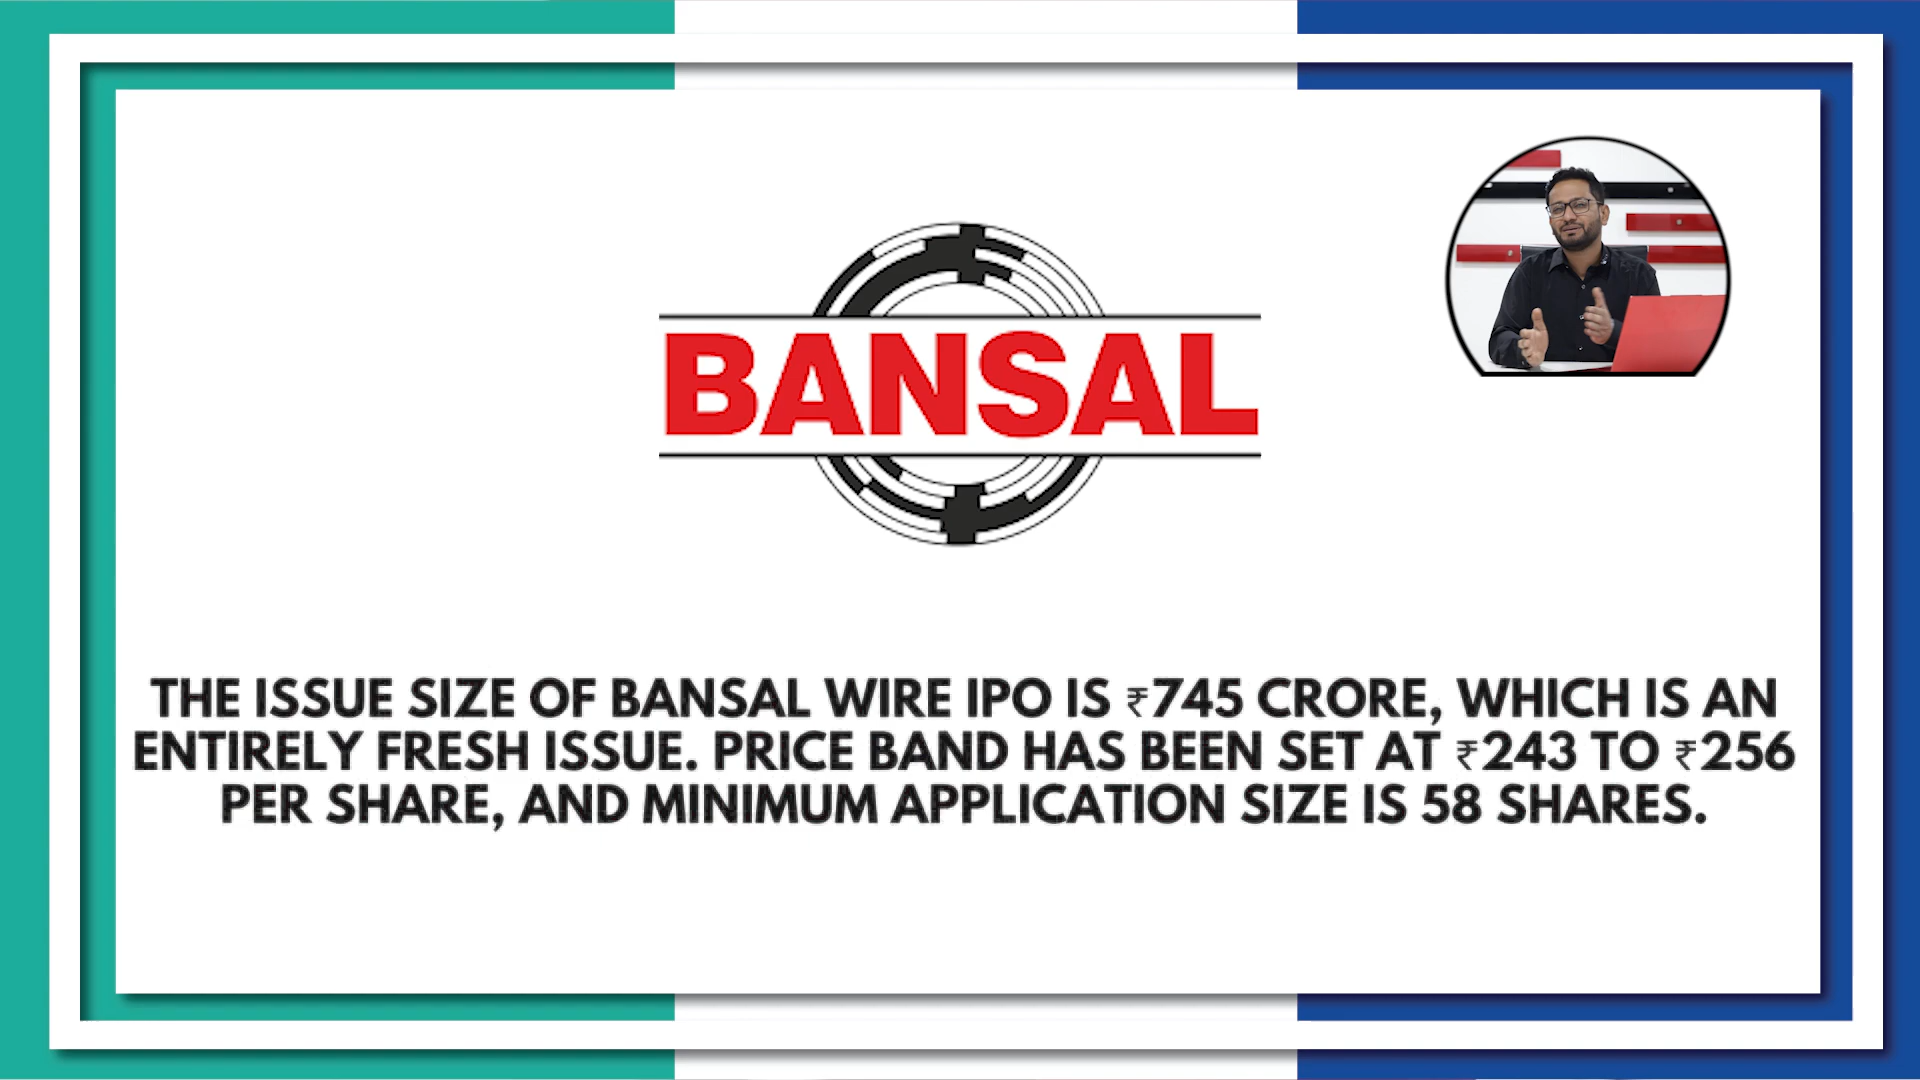 BANSAL
THE ISSUE SIZE OF BANSAL WIRE IPO IS ₹745 CRORE, WHICH IS AN
ENTIRELY FRESH ISSUE. PRICE BAND HAS BEEN SET AT ₹243 TO ₹256
PER SHARE, AND MINIMUM APPLICATION SIZE IS 58 SHARES.